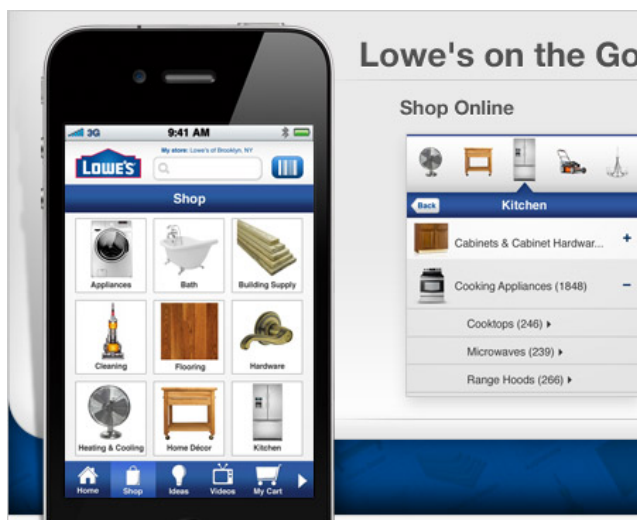 Lowe's on the Go
Shop Online
3G
9:41 AM
My store: Lowe's of Brooklyn, NY
LOWE'S
Shop
Appliances
Bath
Building Supply
Cleaning
Flooring
Hardware
Heating & Cooling
Home Décor
Kitchen
Home
Shop
Ideas
Videos
My Cart
Back
Kitchen
Cabinets & Cabinet Hardwar...
Cooking Appliances (1848)
Cooktops (246)
Microwaves (239)
Range Hoods (266)